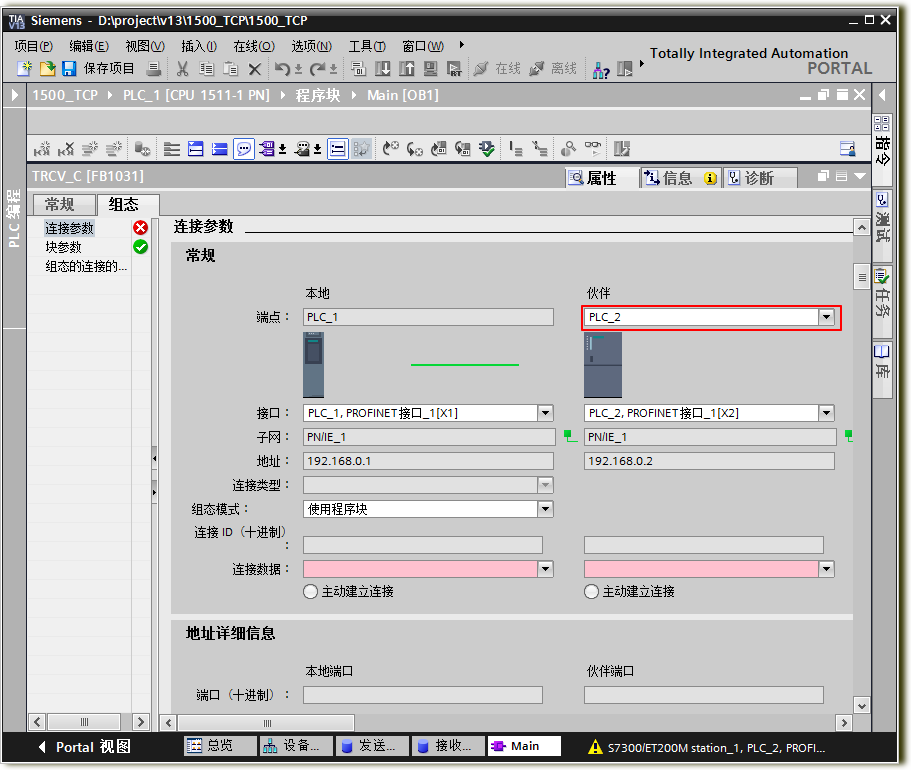 TIA V13 Siemens - D:\project\v13\1500_TCP\1500_TCP
项目(P) 编辑(E) 视图(V) 插入(I) 在线(O) 选项(N) 工具(T) 窗口(W)
Totally Integrated Automation
PORTAL
保存项目 在线 离线
1500_TCP PLC_1 [CPU 1511-1 PN] 程序块 Main [OB1]
TRCV_C [FB1031]
属性 信息 诊断
常规 组态
PLC 编程
指令
测试
任务
库
连接参数
块参数
组态的连接的...
连接参数
常规
本地 伙伴
端点： PLC_1 PLC_2
接口： PLC_1, PROFINET接口_1[X1] PLC_2, PROFINET接口_1[X2]
子网： PN/IE_1 PN/IE_1
地址： 192.168.0.1 192.168.0.2
连接类型：
组态模式： 使用程序块
连接 ID（十进制）
：
连接数据：
主动建立连接 主动建立连接
地址详细信息
本地端口 伙伴端口
端口（十进制）：
Portal 视图 总览 设备... 发送... 接收... Main S7300/ET200M station_1, PLC_2, PROFI...